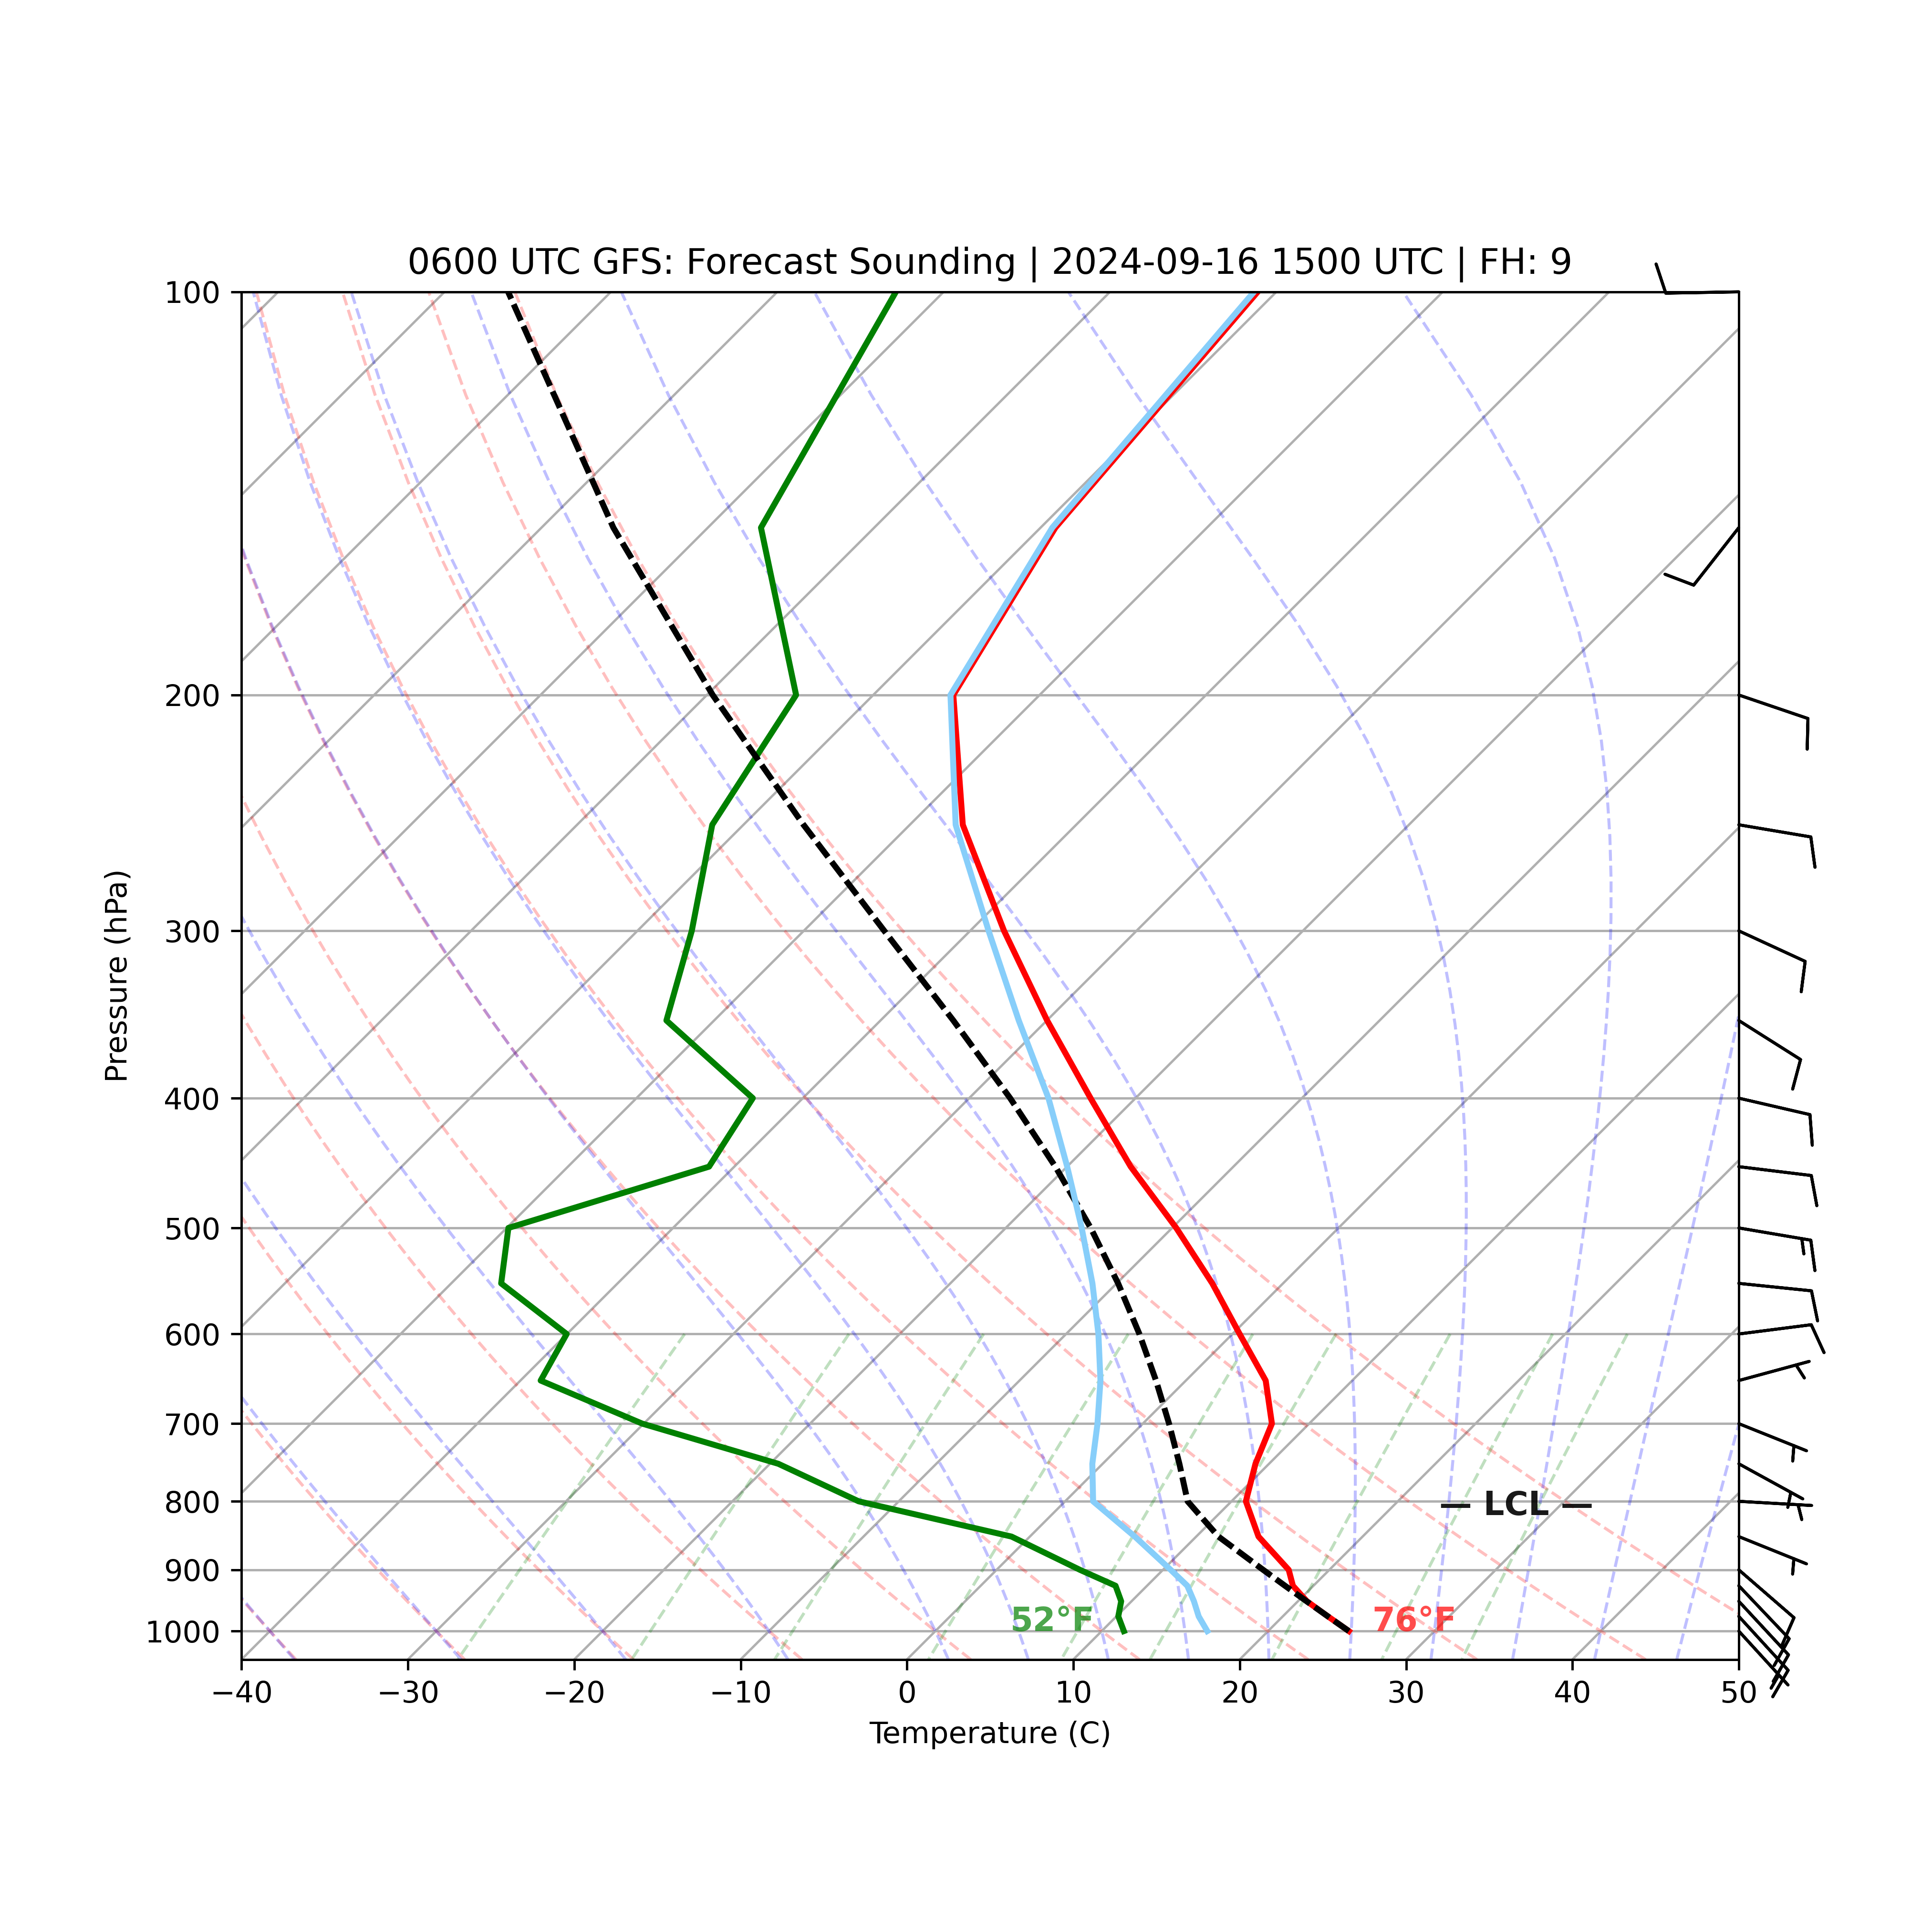 0600 UTC GFS: Forecast Sounding | 2024-09-16 1500 UTC | FH: 9
100
200
300
400
500
600
700
800
900
1000
Pressure (hPa)
— LCL —
52°F
76°F
−40 −30 −20 −10 0 10 20 30 40 50
Temperature (C)